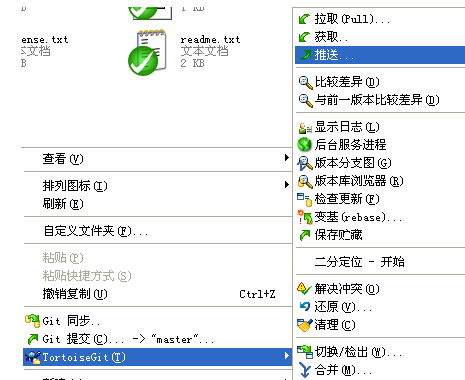 1 KB
ense.txt
文本文档
B
readme.txt
文本文档
2 KB
查看(V)
排列图标(I)
刷新(E)
自定义文件夹(F)...
粘贴(P)
粘贴快捷方式(S)
撤销复制(U) Ctrl+Z
Git 同步..
Git 提交(C)... -> "master"...
TortoiseGit(T)
拉取(Pull)...
获取..
推送...
比较差异(D)
与前一版本比较差异(D)
显示日志(L)
后台服务进程
版本分支图(G)
版本库浏览器(R)
检查更新(F)
变基(rebase)...
保存贮藏
二分定位 - 开始
解决冲突(O)
还原(V)...
清理(C)
切换/检出(W)...
合并(M)...